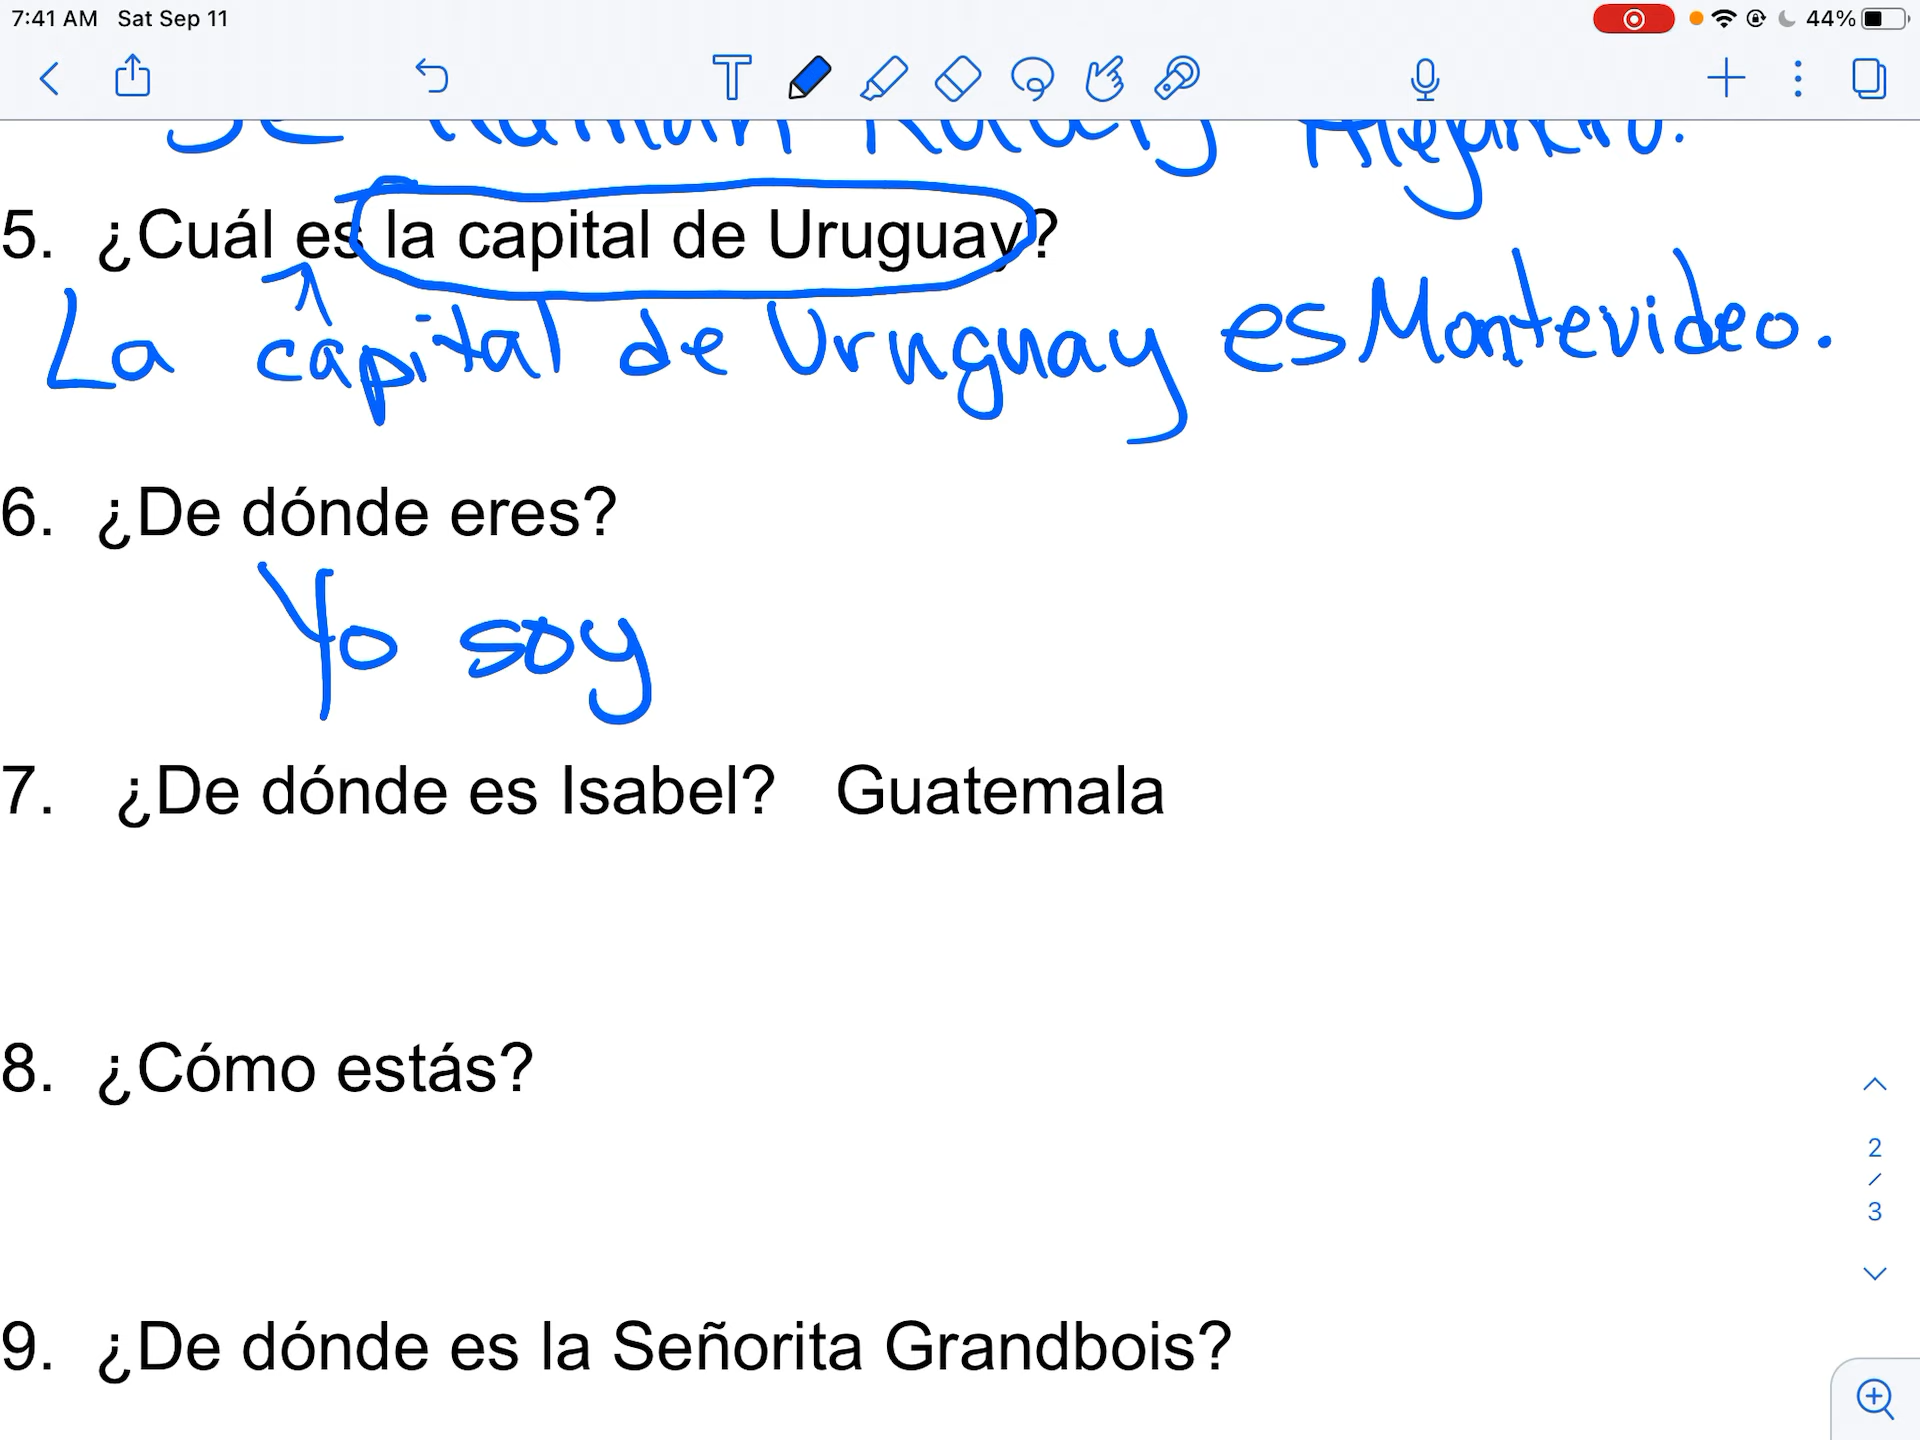 7:41 AM Sat Sep 11
44%
5. ¿Cuál es la capital de Uruguay?
La capital de Uruguay es Montevideo.
6. ¿De dónde eres?
Yo soy
7. ¿De dónde es Isabel? Guatemala
8. ¿Cómo estás?
2
/
3
9. ¿De dónde es la Señorita Grandbois?